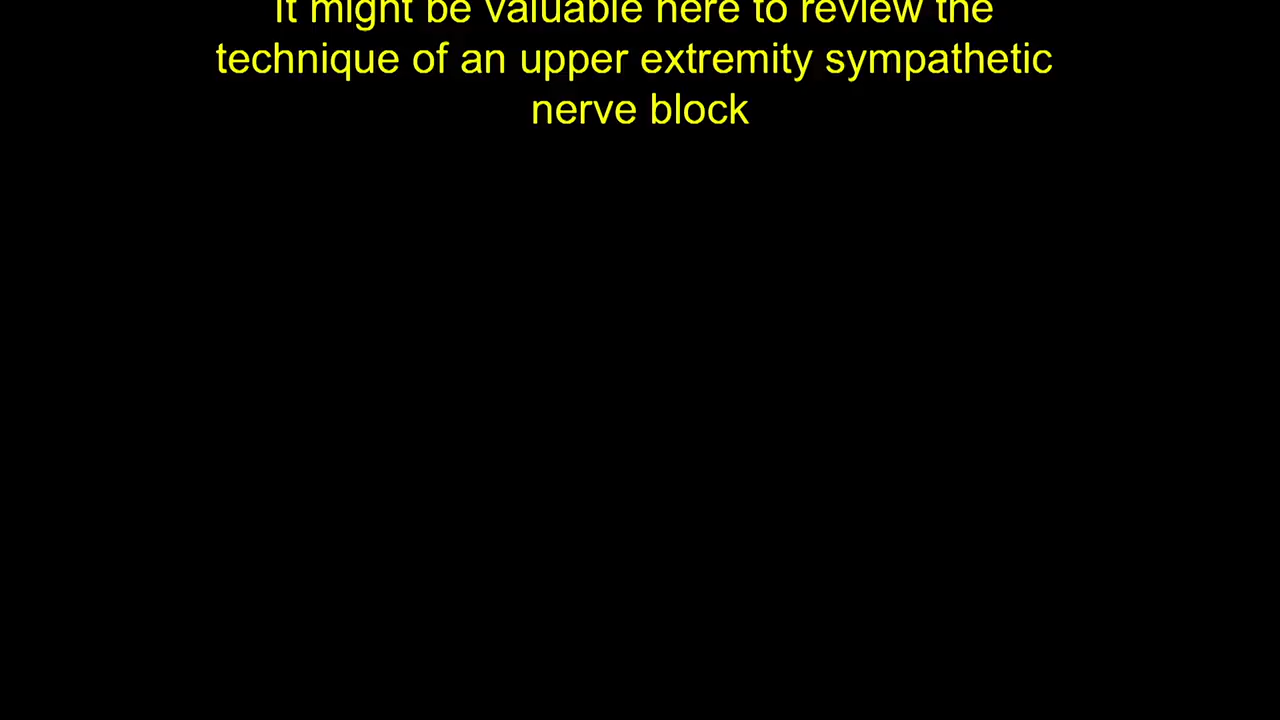 It might be valuable here to review the
technique of an upper extremity sympathetic
nerve block